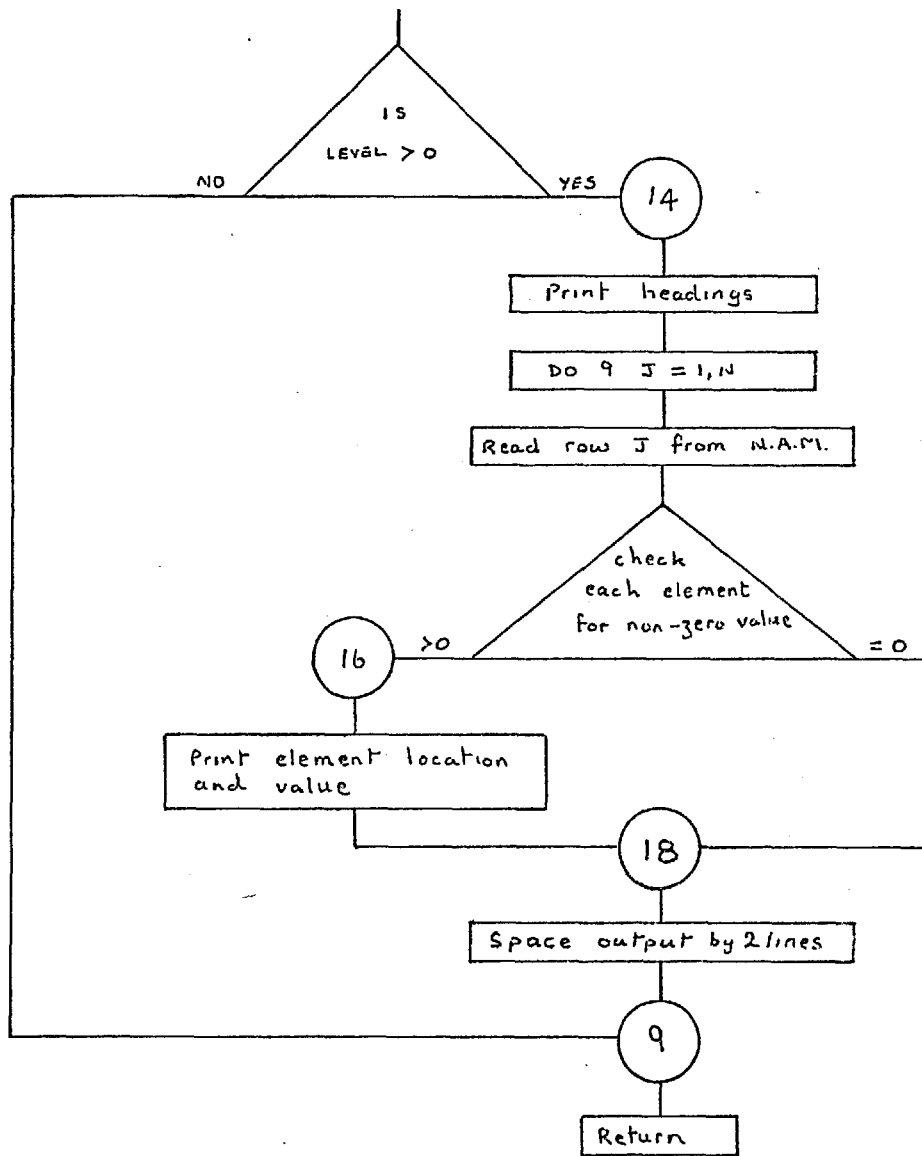 IS
LEVEL > 0
NO
YES
14
Print headings
DO 9 J = 1, N
Read row J from N.A.M.
check
each element
for non-zero value
>0
= 0
16
Print element location
and value
18
Space output by 2 lines
9
Return